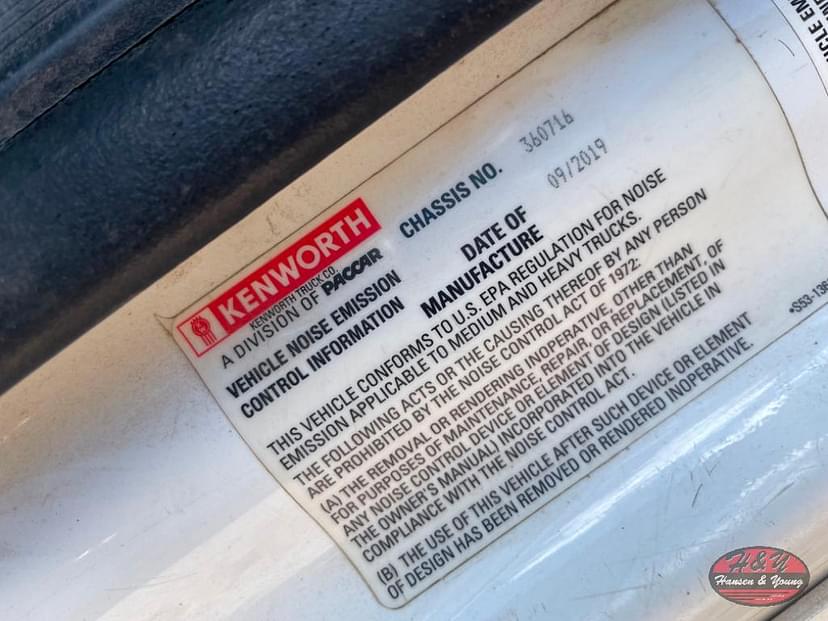 KENWORTH
KENWORTH TRUCK CO.
A DIVISION OF PACCAR
CHASSIS NO. 360716
VEHICLE NOISE EMISSION
CONTROL INFORMATION
DATE OF
MANUFACTURE
09/2019
THIS VEHICLE CONFORMS TO U.S. EPA REGULATION FOR NOISE
EMISSION APPLICABLE TO MEDIUM AND HEAVY TRUCKS.
THE FOLLOWING ACTS OR THE CAUSING THEREOF BY ANY PERSON
ARE PROHIBITED BY THE NOISE CONTROL ACT OF 1972:
(A) THE REMOVAL OR RENDERING INOPERATIVE, OTHER THAN
FOR PURPOSES OF MAINTENANCE, REPAIR, OR REPLACEMENT, OF
ANY NOISE CONTROL DEVICE OR ELEMENT OF DESIGN (LISTED IN
THE OWNER'S MANUAL) INCORPORATED INTO THE VEHICLE IN
COMPLIANCE WITH THE NOISE CONTROL ACT.
(B) THE USE OF THIS VEHICLE AFTER SUCH DEVICE OR ELEMENT
OF DESIGN HAS BEEN REMOVED OR RENDERED INOPERATIVE.
H&Y
Hansen & Young